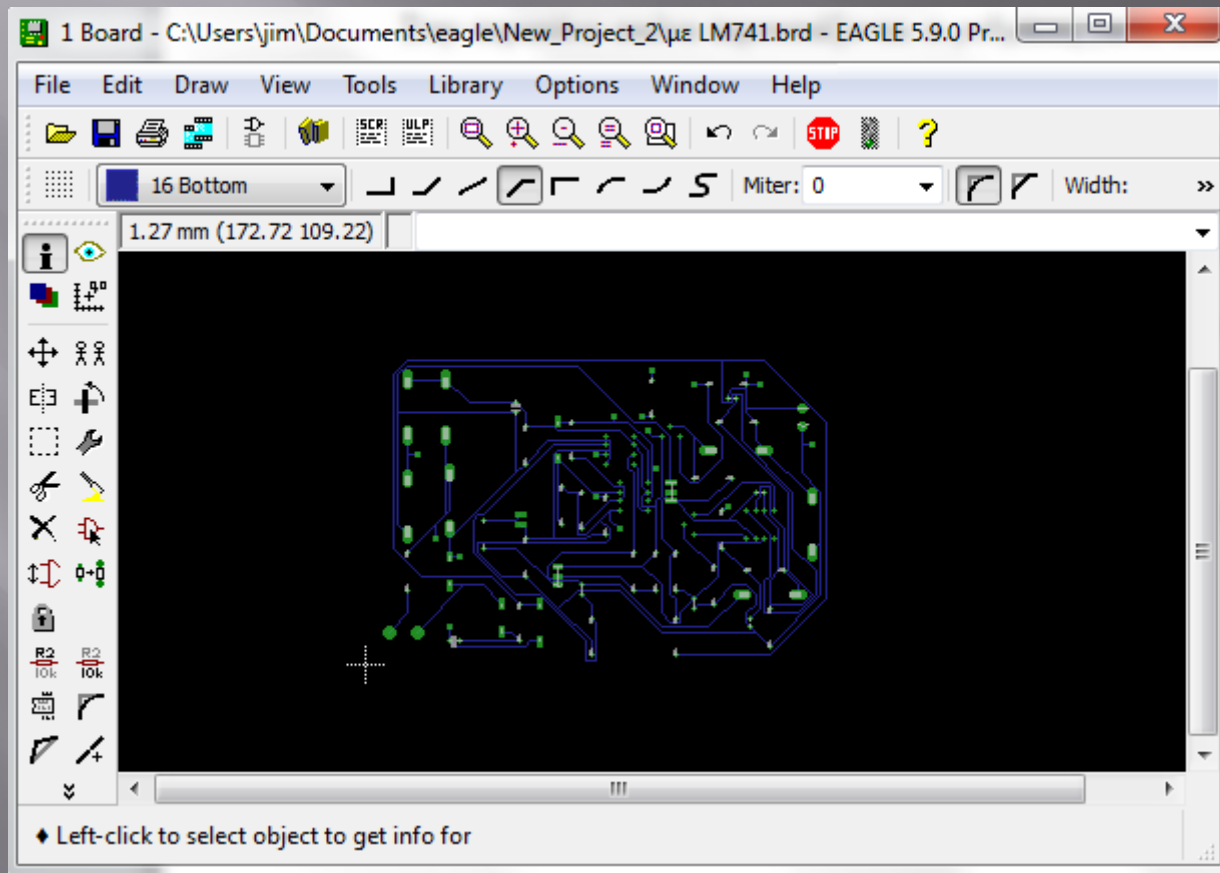 1 Board - C:\Users\jim\Documents\eagle\New_Project_2\με LM741.brd - EAGLE 5.9.0 Pr...
File Edit Draw View Tools Library Options Window Help
SCR ULP STOP ?
16 Bottom Miter: 0 Width: »
1.27 mm (172.72 109.22)
i
R2 R2
10k 10k
♦ Left-click to select object to get info for